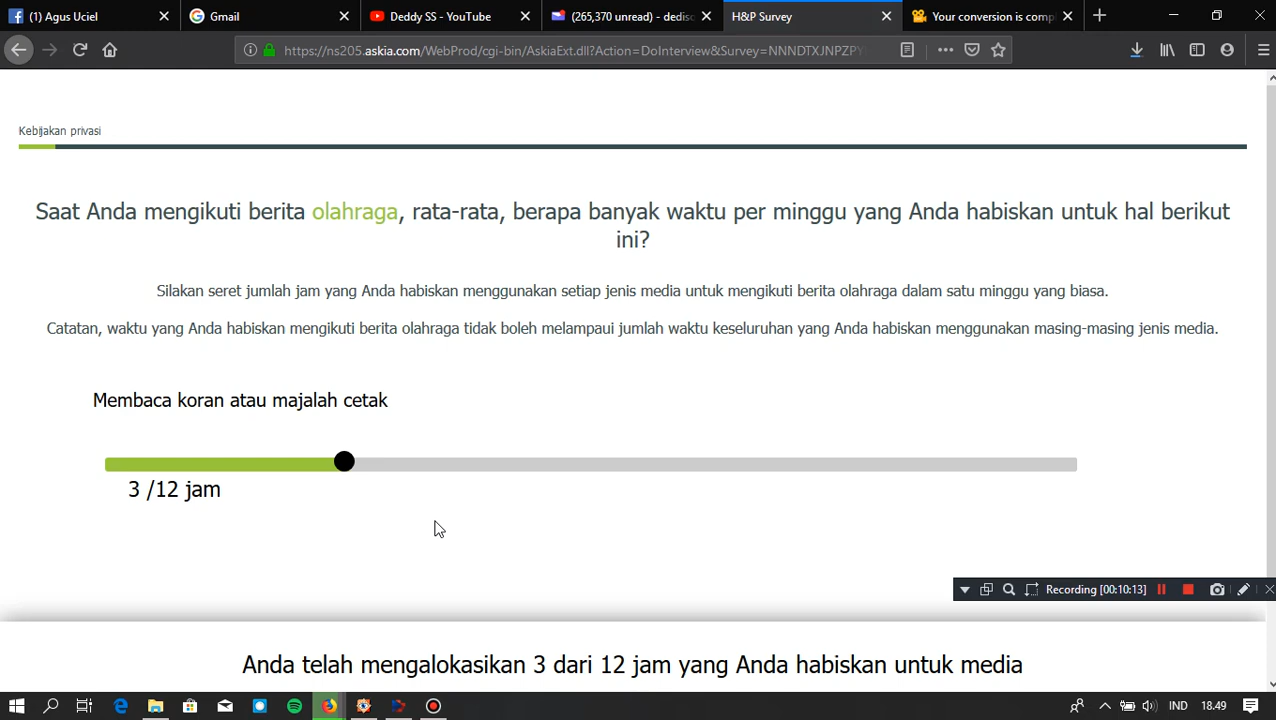 (1) Agus Uciel
Gmail
Deddy SS - YouTube
(265,370 unread) - dedisc
H&P Survey
Your conversion is comp
https://ns205.askia.com/WebProd/cgi-bin/AskiaExt.dll?Action=DoInterview&Survey=NNNDTXJNPZPY
Kebijakan privasi
Saat Anda mengikuti berita olahraga, rata-rata, berapa banyak waktu per minggu yang Anda habiskan untuk hal berikut
ini?
Silakan seret jumlah jam yang Anda habiskan menggunakan setiap jenis media untuk mengikuti berita olahraga dalam satu minggu yang biasa.
Catatan, waktu yang Anda habiskan mengikuti berita olahraga tidak boleh melampaui jumlah waktu keseluruhan yang Anda habiskan menggunakan masing-masing jenis media.
Membaca koran atau majalah cetak
3 /12 jam
Recording [00:10:13]
Anda telah mengalokasikan 3 dari 12 jam yang Anda habiskan untuk media
IND
18.49